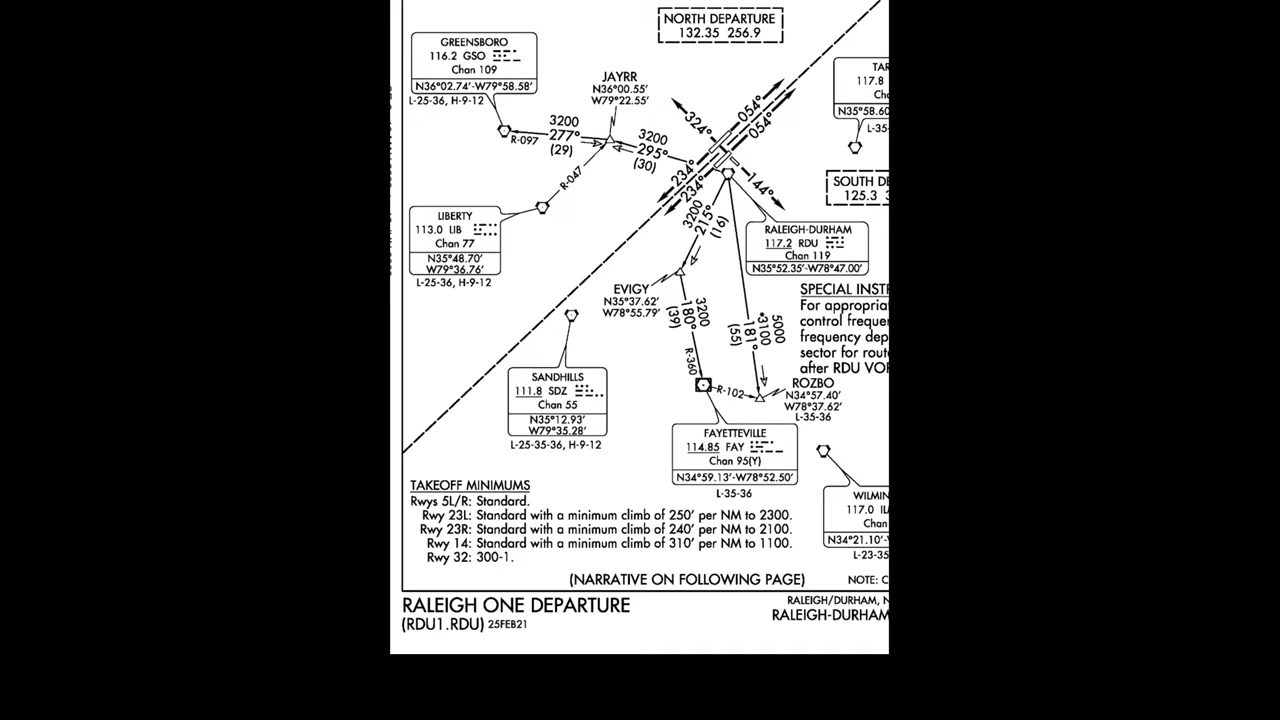 NORTH DEPARTURE
132.35 256.9
GREENSBORO
116.2 GSO
Chan 109
N36°02.74'-W79°58.58'
L-25-36, H-9-12
JAYRR
N36°00.55'
W79°22.55'
TAR
117.8
Ch
N35°58.60
L-35-
3200
277°
(29)
R-097
3200
295°
(30)
324°
054°
054°
234°
234°
144°
R-047
SOUTH DE
125.3 3
LIBERTY
113.0 LIB
Chan 77
N35°48.70'
W79°36.76'
L-25-36, H-9-12
3200
215°
(16)
RALEIGH-DURHAM
117.2 RDU
Chan 119
N35°52.35'-W78°47.00'
EVIGY
N35°37.62'
W78°55.79'
SPECIAL INSTR
For appropria
control frequen
frequency dep
sector for rout
after RDU VOR
3200
180°
(39)
R-360
5000
*3100
181°
(55)
R-102
ROZBO
N34°57.40'
W78°37.62'
L-35-36
SANDHILLS
111.8 SDZ
Chan 55
N35°12.93'
W79°35.28'
L-25-35-36, H-9-12
FAYETTEVILLE
114.85 FAY
Chan 95(Y)
N34°59.13'-W78°52.50'
L-35-36
WILMIN
117.0 IL
Chan
N34°21.10'-
L-23-35
TAKEOFF MINIMUMS
Rwys 5L/R: Standard.
Rwy 23L: Standard with a minimum climb of 250' per NM to 2300.
Rwy 23R: Standard with a minimum climb of 240' per NM to 2100.
Rwy 14: Standard with a minimum climb of 310' per NM to 1100.
Rwy 32: 300-1.
(NARRATIVE ON FOLLOWING PAGE)
NOTE: C
RALEIGH ONE DEPARTURE
(RDU1.RDU) 25FEB21
RALEIGH/DURHAM, N
RALEIGH-DURHAM